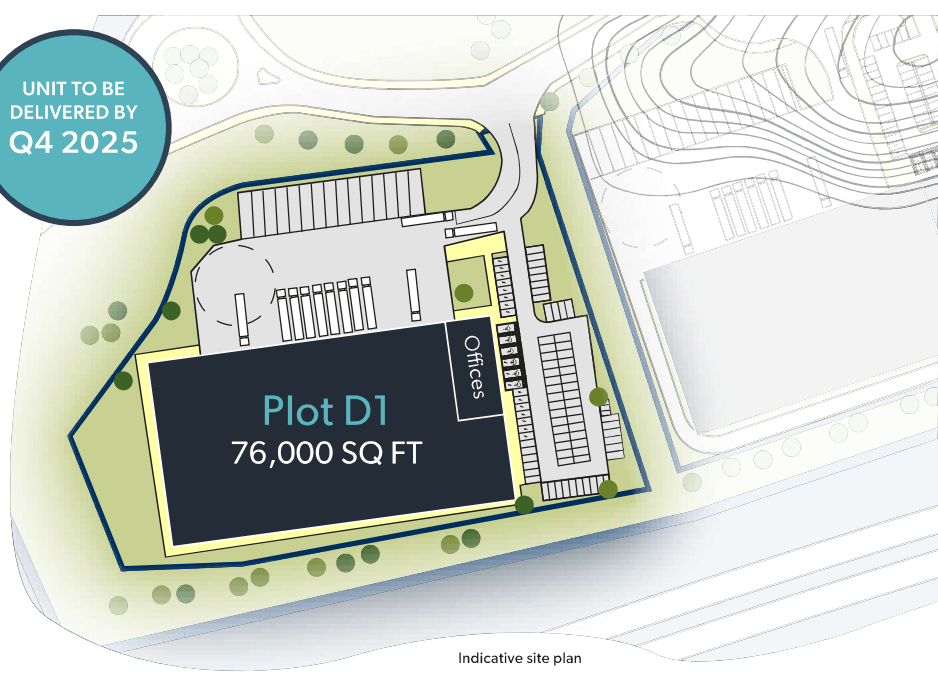 UNIT TO BE
DELIVERED BY
Q4 2025
Offices
Plot D1
76,000 SQ FT
Indicative site plan